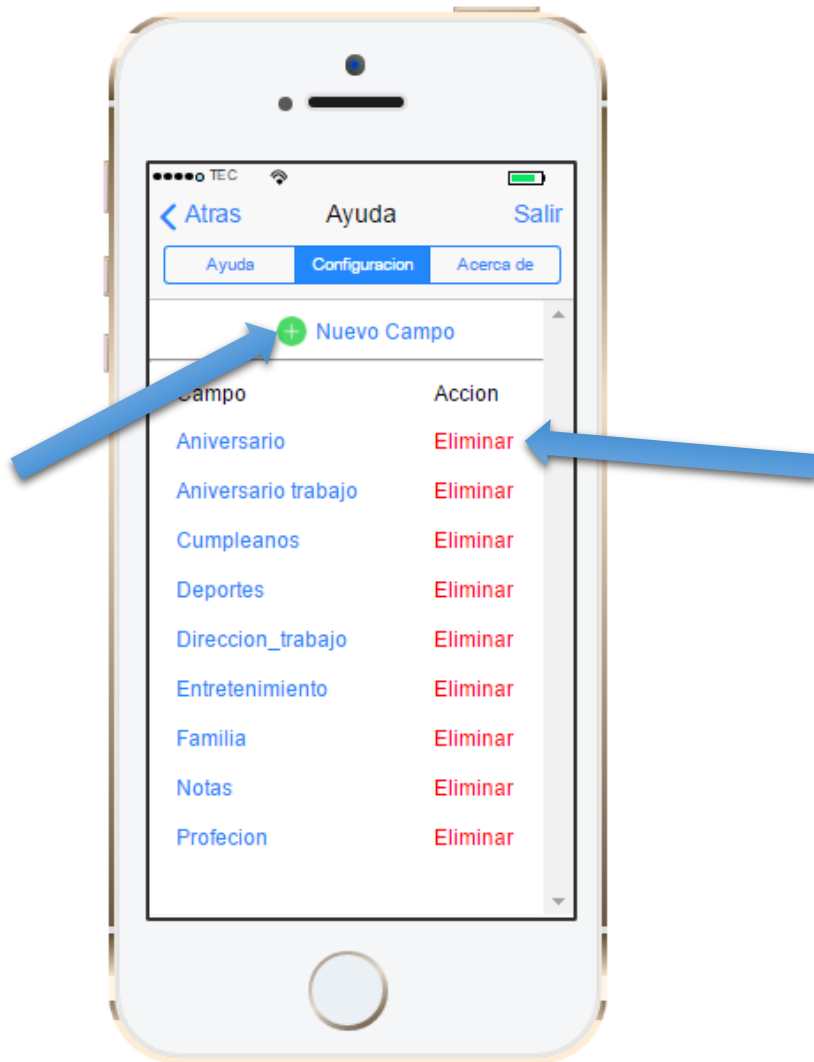 TEC
Atras Ayuda Salir
Ayuda Configuracion Acerca de
Nuevo Campo
Campo Accion
Aniversario Eliminar
Aniversario trabajo Eliminar
Cumpleanos Eliminar
Deportes Eliminar
Direccion_trabajo Eliminar
Entretenimiento Eliminar
Familia Eliminar
Notas Eliminar
Profecion Eliminar